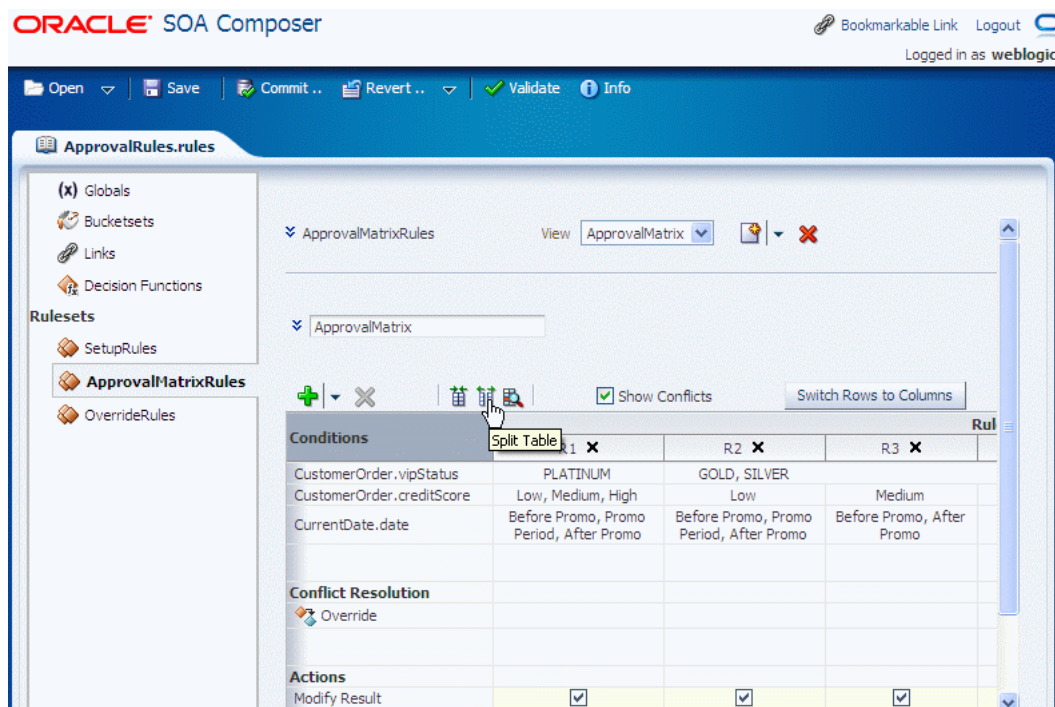 ORACLE SOA Composer
Bookmarkable Link Logout
Logged in as weblogic
Open Save Commit .. Revert .. Validate Info
ApprovalRules.rules
(x) Globals
Bucketsets
Links
Decision Functions
Rulesets
SetupRules
ApprovalMatrixRules
OverrideRules
ApprovalMatrixRules View ApprovalMatrix
ApprovalMatrix
Show Conflicts Switch Rows to Columns
Split Table
Rul
Conditions R1 R2 R3
CustomerOrder.vipStatus PLATINUM GOLD, SILVER
CustomerOrder.creditScore Low, Medium, High Low Medium
CurrentDate.date Before Promo, Promo Period, After Promo Before Promo, Promo Period, After Promo Before Promo, After Promo
Conflict Resolution
Override
Actions
Modify Result